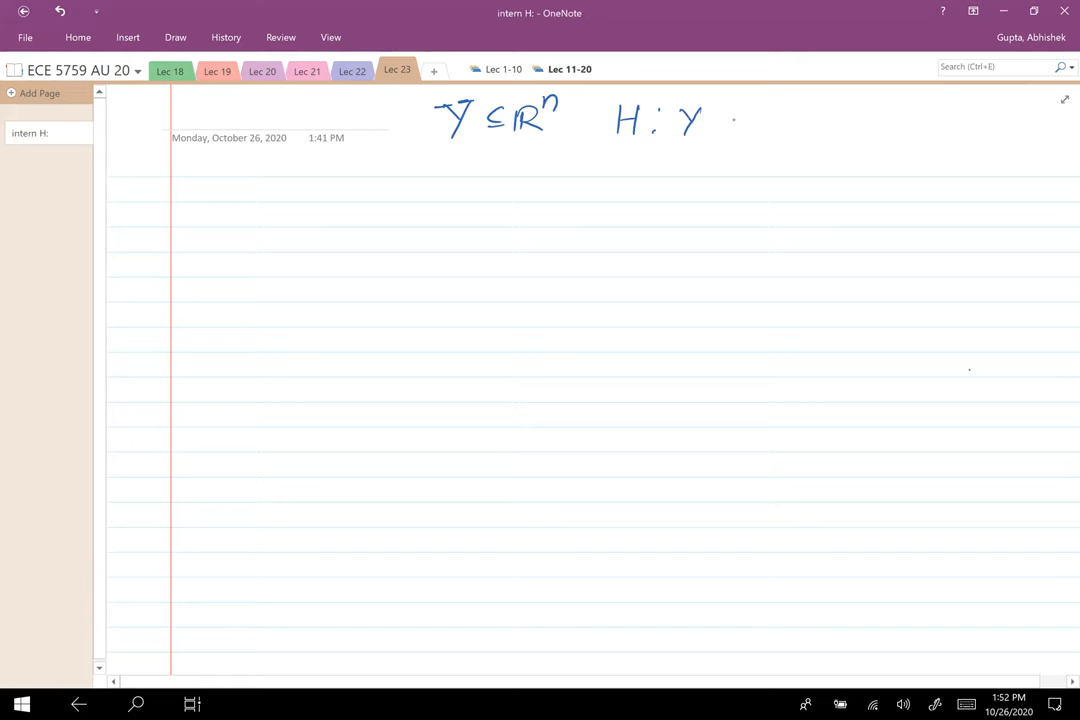 intern H: - OneNote
?
File Home Insert Draw History Review View
Gupta, Abhishek
ECE 5759 AU 20 Lec 18 Lec 19 Lec 20 Lec 21 Lec 22 Lec 23 + Lec 1-10 Lec 11-20
Search (Ctrl+E)
Add Page
intern H:
Y ⊆ ℝⁿ H : Y
Monday, October 26, 2020 1:41 PM
1:52 PM
10/26/2020